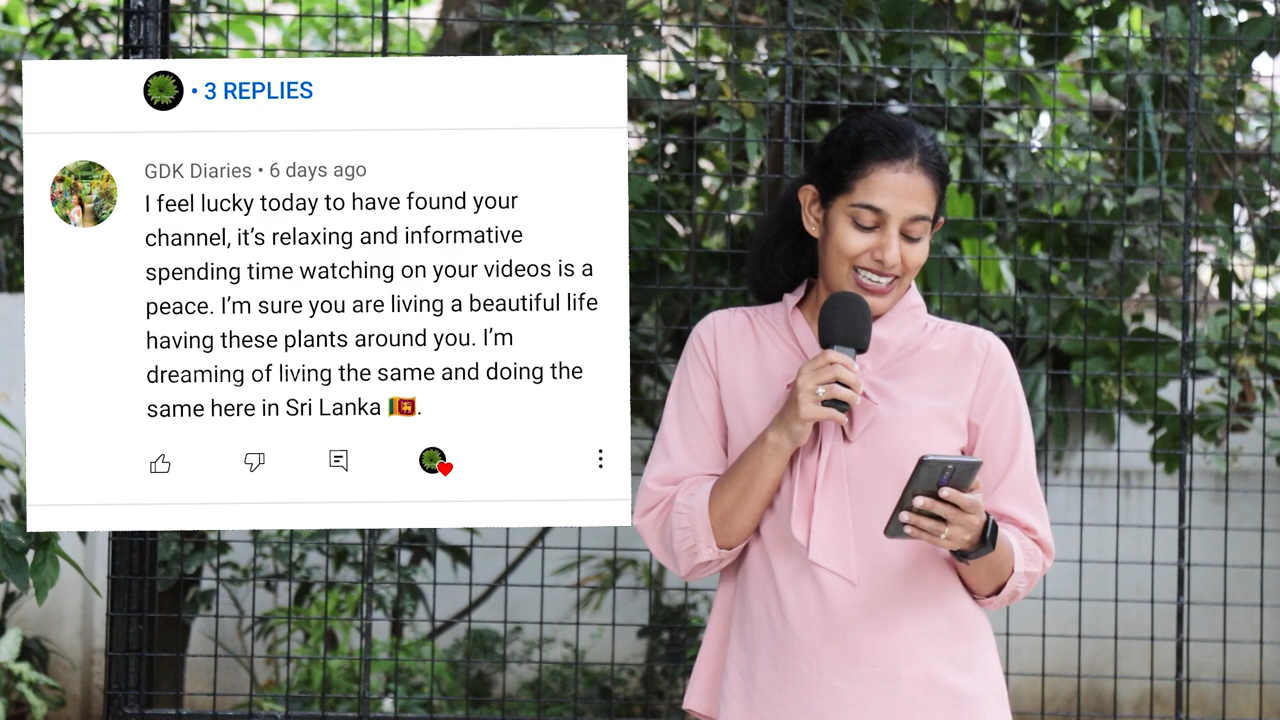 • 3 REPLIES
GDK Diaries • 6 days ago
I feel lucky today to have found your
channel, it’s relaxing and informative
spending time watching on your videos is a
peace. I’m sure you are living a beautiful life
having these plants around you. I’m
dreaming of living the same and doing the
same here in Sri Lanka 🇱🇰.